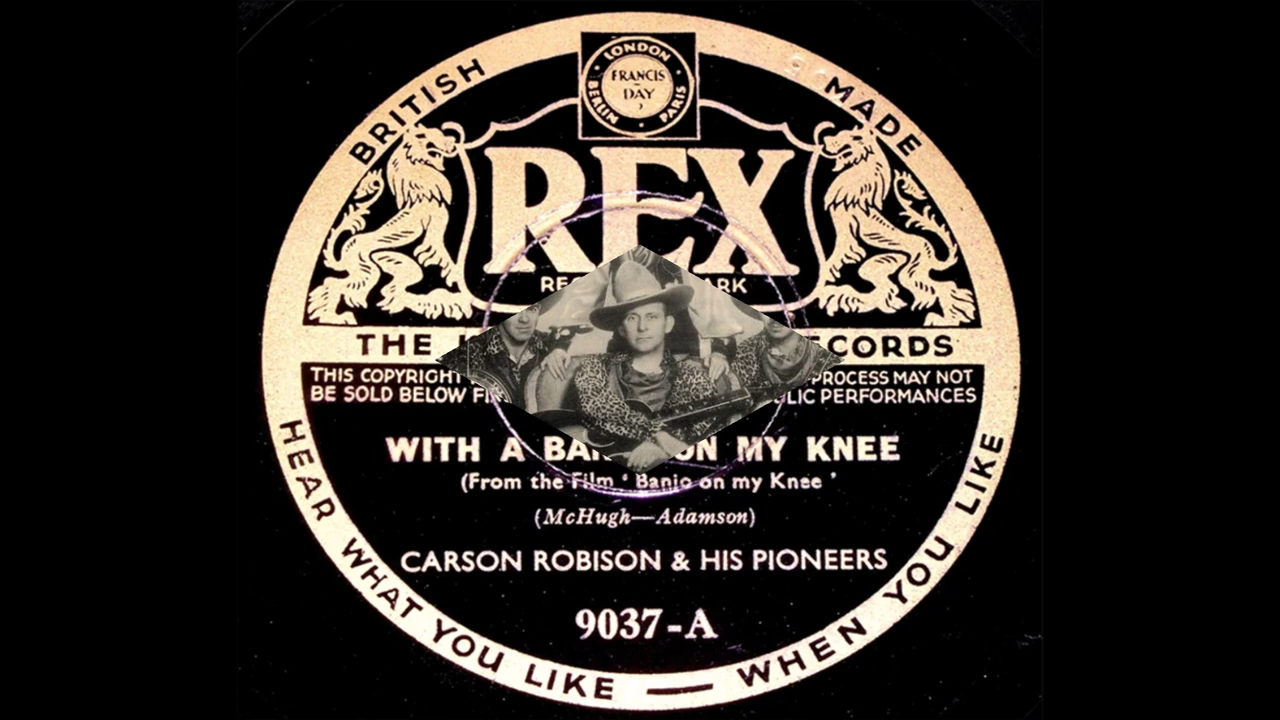 LONDON
FRANCIS
DAY
BERLIN PARIS
BRITISH MADE
REX
THE CORDS
THIS COPYRIGHT PROCESS MAY NOT
BE SOLD BELOW PERFORMANCES
WITH A ON MY KNEE
(From the Film ‘ Banjo on my Knee ’
(McHugh—Adamson)
CARSON ROBISON & HIS PIONEERS
9037-A
HEAR WHAT YOU LIKE — WHEN YOU LIKE